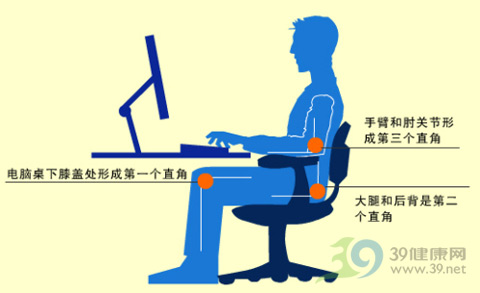 手臂和肘关节形
成第三个直角
电脑桌下膝盖处形成第一个直角
大腿和后背是第二
个直角
39健康网
www.39.net